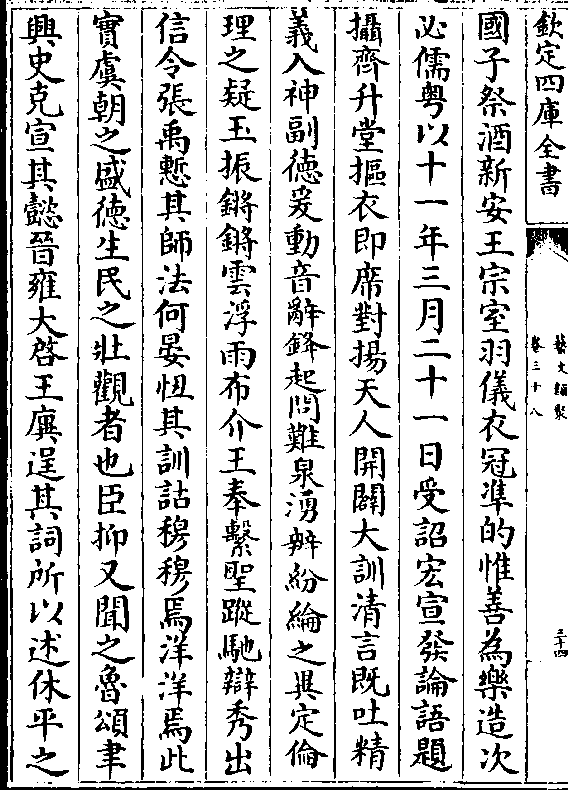 欽定四庫全書
藝文類聚
卷三十八
三十四
國子祭酒新安王宗室羽儀衣冠準的惟善為樂造次
必儒粤以十一年三月二十一日受詔宏宣發論語題
攝齊升堂摳衣即席對揚天人開闢大訓清言既吐精
義入神副德爰動音辭鋒起問難泉湧辨紛綸之異定倫
理之疑玉振鏘鏘雲浮雨布介王奉繫聖蹤馳辯秀出
信令張禹慙其師法何晏忸其訓詁穆穆焉洋洋焉此
實虞朝之盛德生民之壯觀者也臣抑又聞之魯頌聿
興史克宣其懿晉雍大啓王廙逞其詞所以述休平之